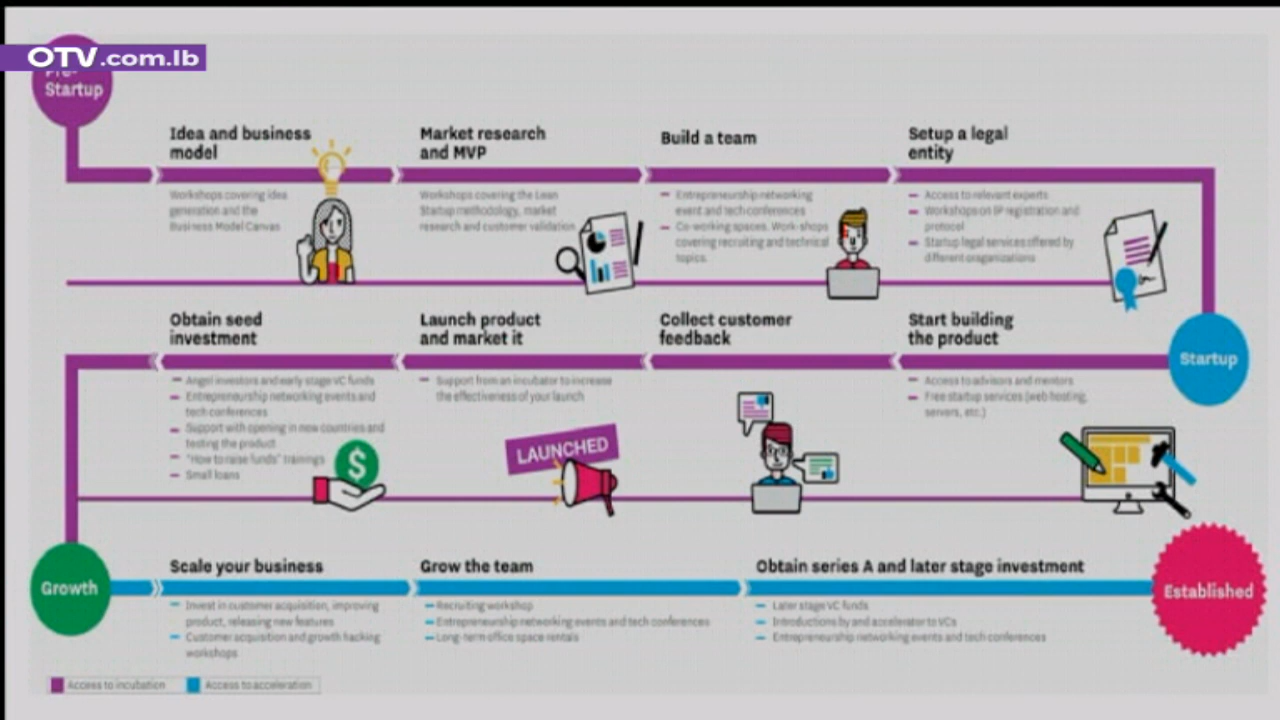 OTV.com.lb
Pre-
Startup
Idea and business
model
Workshops covering idea
generation and the
Business Model Canvas
Market research
and MVP
Workshops covering the Lean
Startup methodology, market
research and customer validation
Build a team
Entrepreneurship networking
event and tech conferences
Co-working spaces. Work-shops
covering recruiting and technical
topics.
Setup a legal
entity
Access to relevant experts
Workshops on IP registration and
protocol
Startup legal services offered by
different oraganizations
Startup
Start building
the product
Access to advisors and mentors
Free startup services (web hosting,
servers, etc.)
Collect customer
feedback
Launch product
and market it
Support from an incubator to increase
the effectiveness of your launch
LAUNCHED
Obtain seed
investment
Angel investors and early stage VC funds
Entrepreneurship networking events and
tech conferences
Support with opening in new countries and
testing the product
"How to raise funds" trainings
Small loans
$
Growth
Scale your business
Invest in customer acquisition, improving
product, releasing new features
Customer acquisition and growth hacking
workshops
Grow the team
Recruiting workshop
Entrepreneurship networking events and tech conferences
Long-term office space rentals
Obtain series A and later stage investment
Later stage VC funds
Introductions by and accelerator to VCs
Entrepreneurship networking events and tech conferences
Established
Access to incubation
Access to acceleration